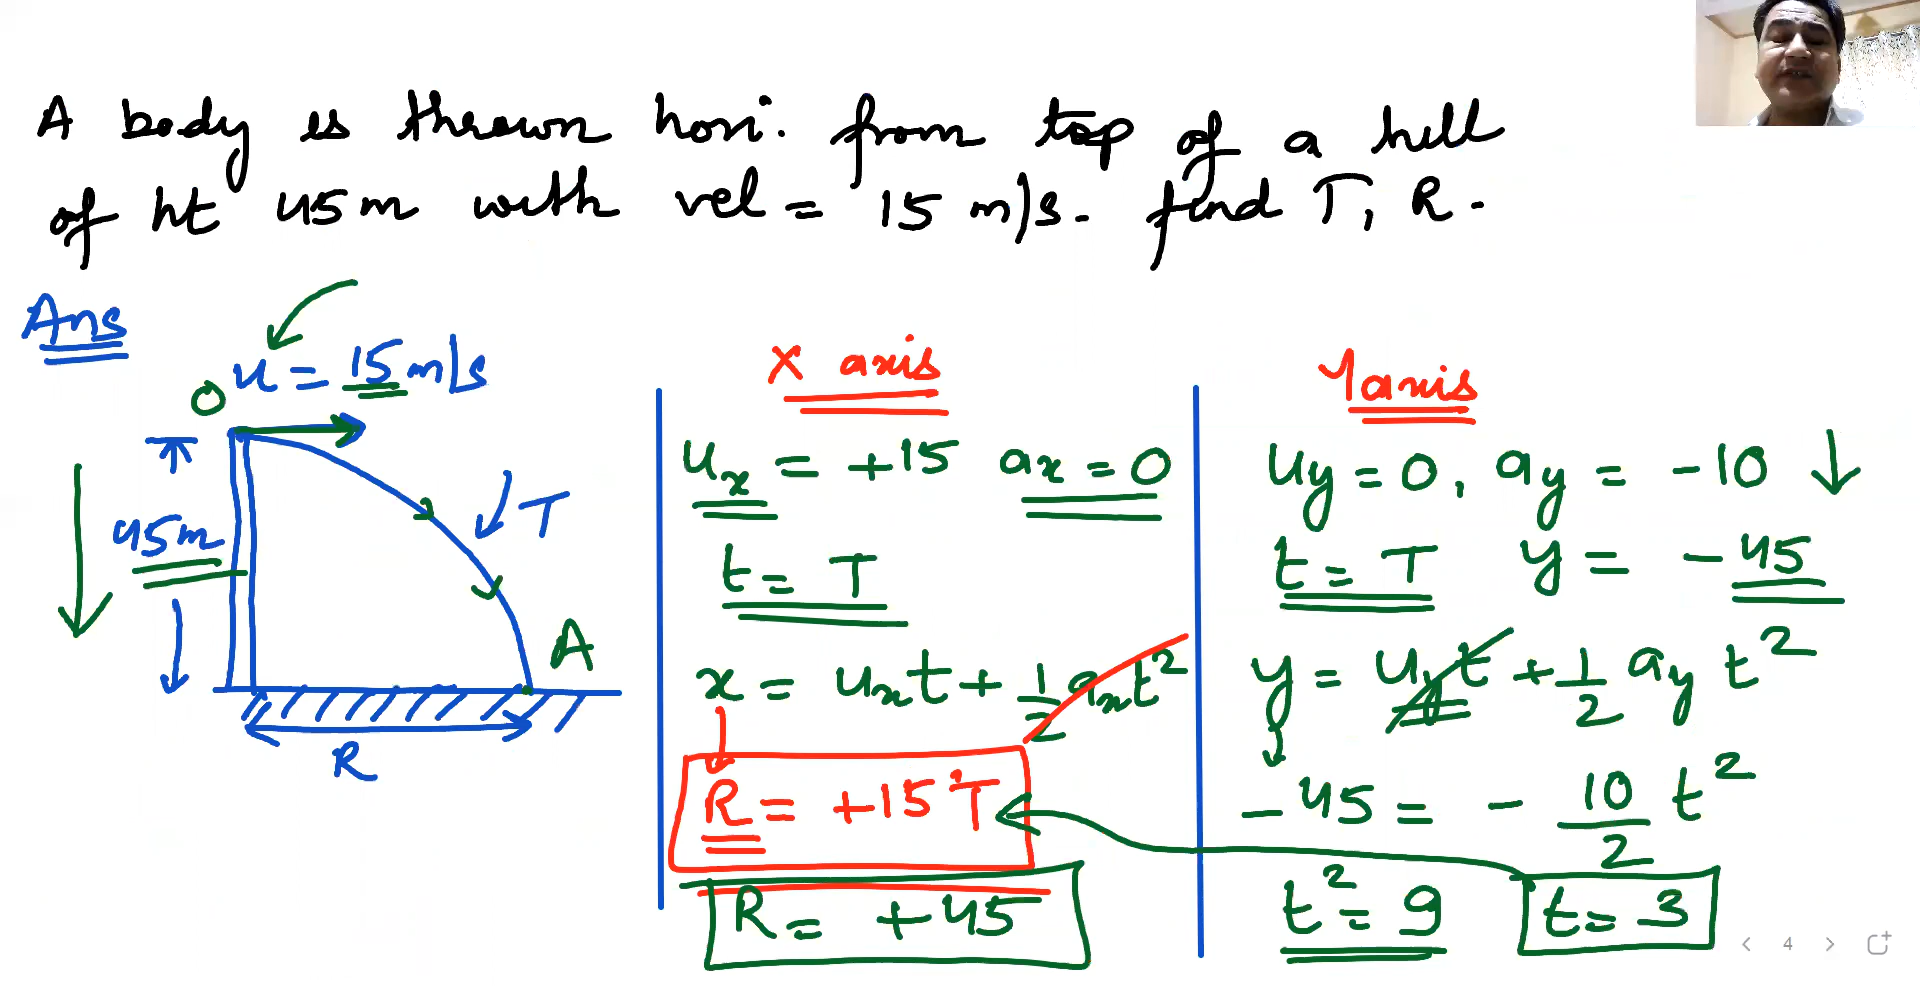 A body is thrown hori. from top of a hill
of ht 45m with vel = 15 m/s. find T, R.
Ans
O u = 15 m/s
45m
T
A
R
X axis
ux = +15 ax = 0
t = T
x = uxt + 1/2 axt²
R = +15 T
R = +45
Yaxis
uy = 0, ay = -10 ↓
t = T y = -45
y = uyt + 1/2 ay t²
-45 = - 10/2 t²
t² = 9 t = 3
< 4 >